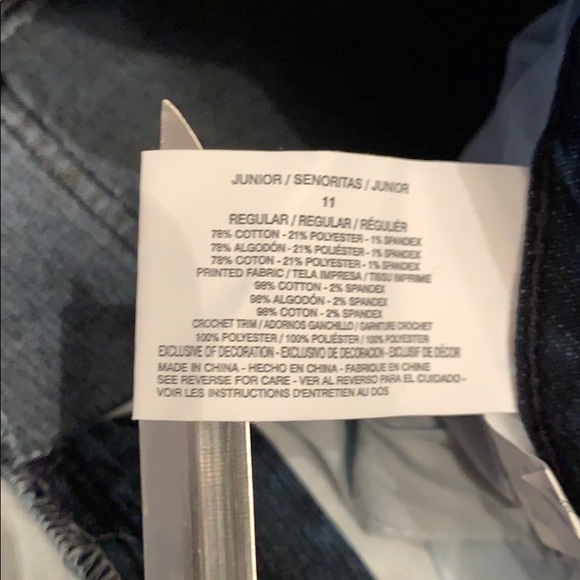 JUNIOR / SENORITAS / JUNIOR
11
REGULAR / REGULAR / RÉGULIÉR
78% COTTON - 21% POLYESTER - 1% SPANDEX
78% ALGODÓN - 21% POLIÉSTER - 1% SPANDEX
78% COTON - 21% POLYESTER - 1% SPANDEX
PRINTED FABRIC / TELA IMPRESA / TISSU IMPRIME
98% COTTON - 2% SPANDEX
98% ALGODÓN - 2% SPANDEX
98% COTON - 2% SPANDEX
CROCHET TRIM / ADORNOS GANCHILLO / GARNITURE CROCHET
100% POLYESTER / 100% POLIÉSTER / 100% POLYESTER
EXCLUSIVE OF DECORATION - EXCLUSIVO DE DECORACION - EXCLUSIF DE DÉCOR
MADE IN CHINA - HECHO EN CHINA - FABRIQUE EN CHINE
SEE REVERSE FOR CARE - VER AL REVERSO PARA EL CUIDADO -
VOIR LES INSTRUCTIONS D'ENTRETIEN AU DOS